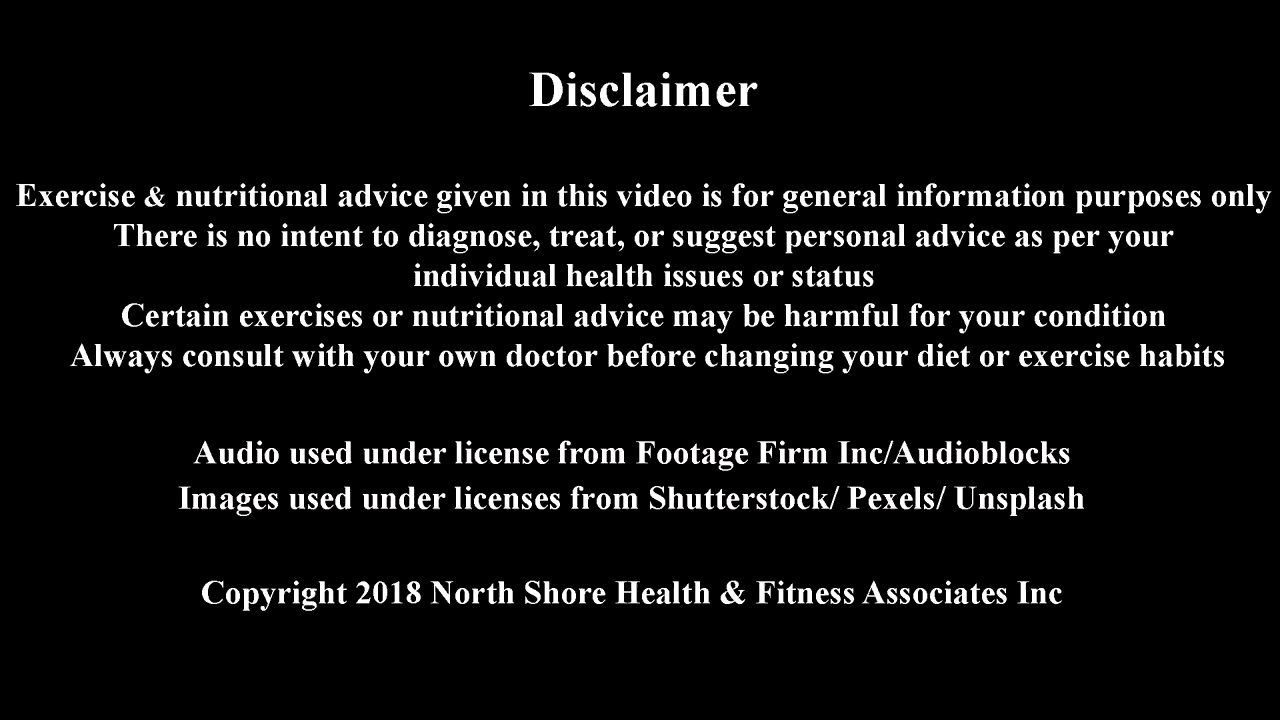 Disclaimer
Exercise & nutritional advice given in this video is for general information purposes only
There is no intent to diagnose, treat, or suggest personal advice as per your
individual health issues or status
Certain exercises or nutritional advice may be harmful for your condition
Always consult with your own doctor before changing your diet or exercise habits
Audio used under license from Footage Firm Inc/Audioblocks
Images used under licenses from Shutterstock/ Pexels/ Unsplash
Copyright 2018 North Shore Health & Fitness Associates Inc